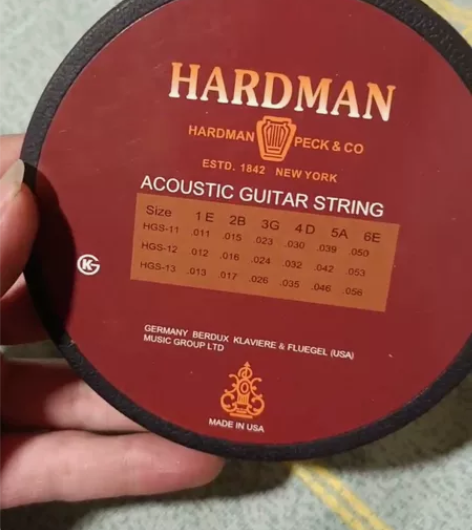 HARDMAN
HARDMAN PECK & CO
ESTD. 1842 NEW YORK
ACOUSTIC GUITAR STRING
Size 1E 2B 3G 4D 5A 6E
HGS-11 .011 .015 .023 .030 .039 .050
HGS-12 .012 .016 .024 .032 .042 .053
HGS-13 .013 .017 .026 .035 .046 .056
GERMANY BERDUX KLAVIERE & FLUEGEL (USA)
MUSIC GROUP LTD
MADE IN USA